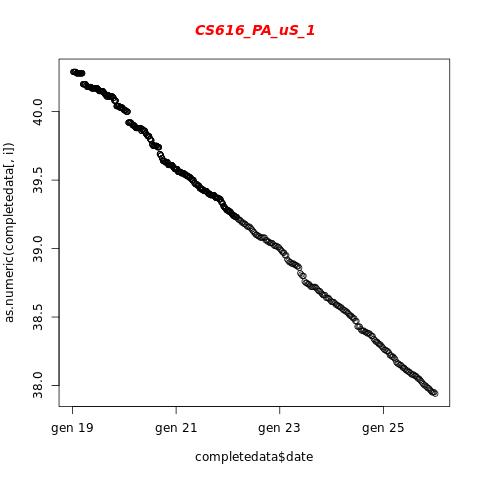 CS616_PA_uS_1
as.numeric(completedata[, i])
40.0
39.5
39.0
38.5
38.0
gen 19
gen 21
gen 23
gen 25
completedata$date